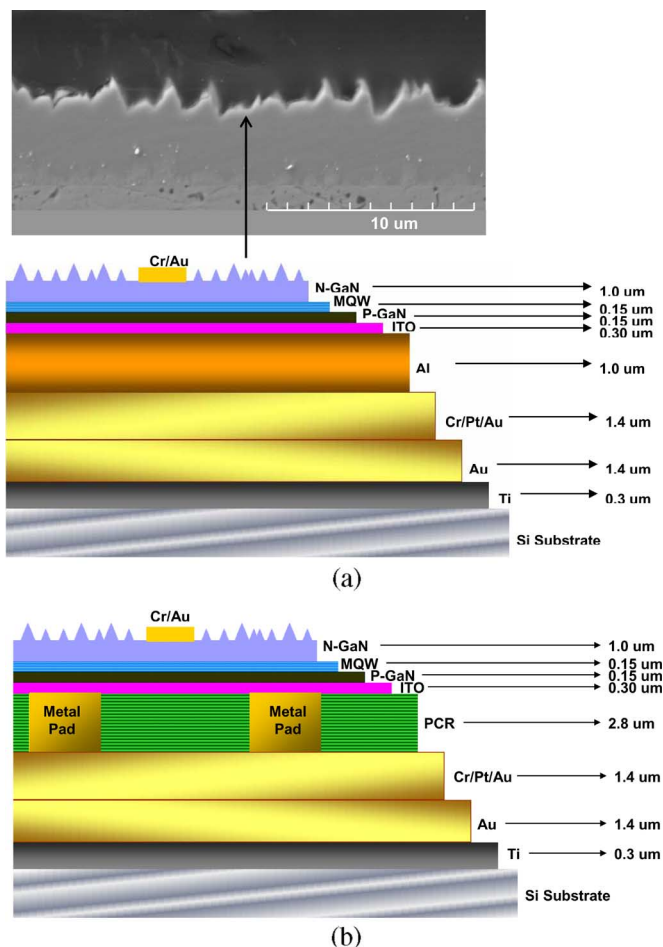 10 um
Cr/Au
N-GaN 1.0 um
MQW 0.15 um
P-GaN 0.15 um
ITO 0.30 um
Al 1.0 um
Cr/Pt/Au 1.4 um
Au 1.4 um
Ti 0.3 um
Si Substrate
(a)
Cr/Au
N-GaN 1.0 um
MQW 0.15 um
P-GaN 0.15 um
ITO 0.30 um
Metal Pad
Metal Pad
PCR 2.8 um
Cr/Pt/Au 1.4 um
Au 1.4 um
Ti 0.3 um
Si Substrate
(b)